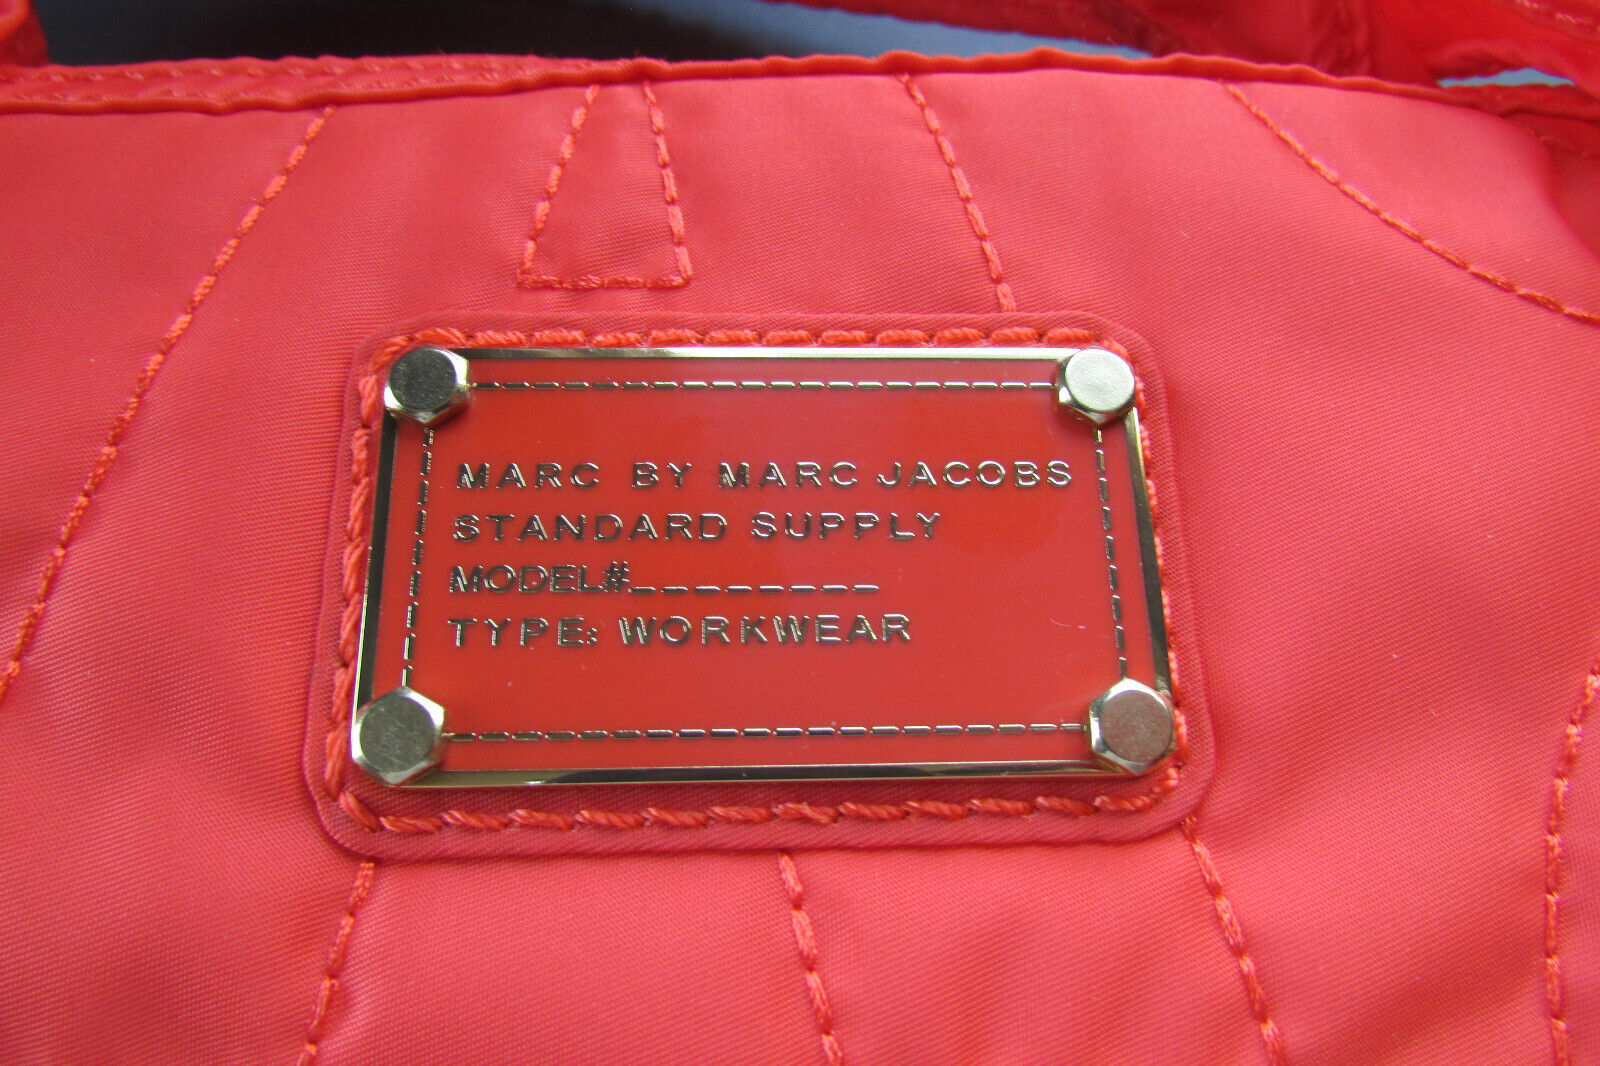 MARC BY MARC JACOBS
STANDARD SUPPLY
MODEL#________
TYPE: WORKWEAR